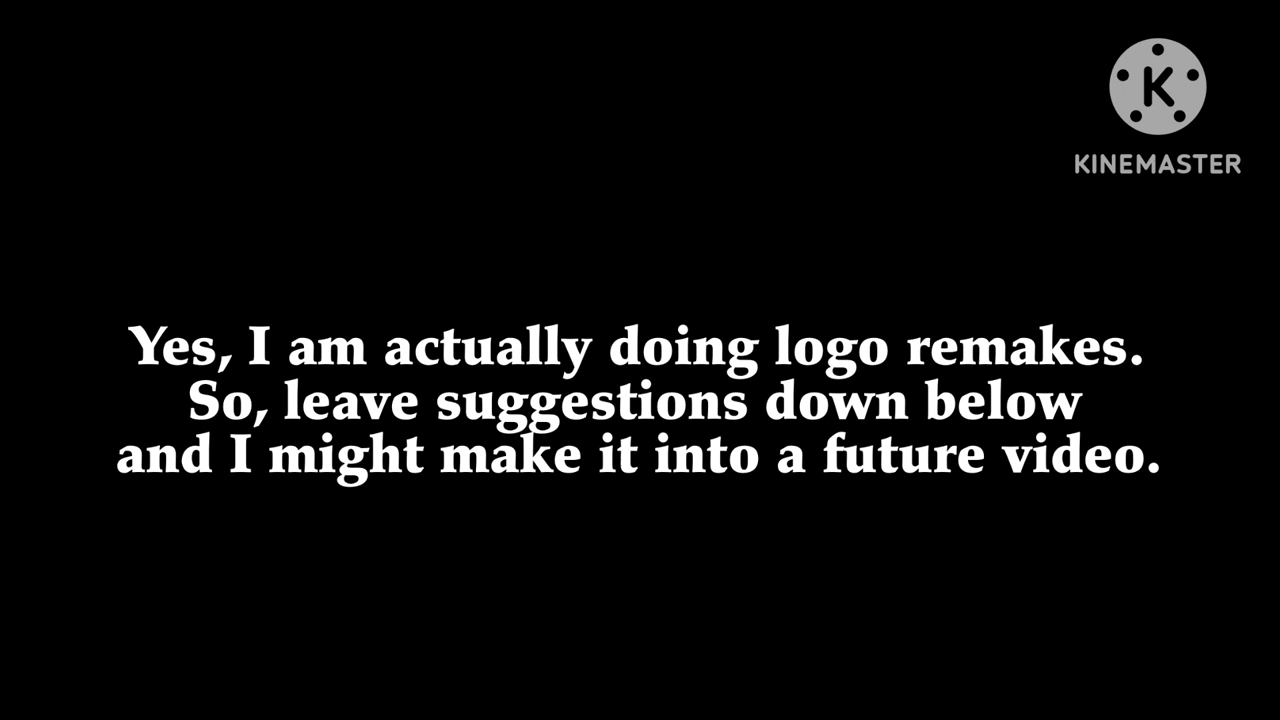 K
KINEMASTER
Yes, I am actually doing logo remakes.
So, leave suggestions down below
and I might make it into a future video.